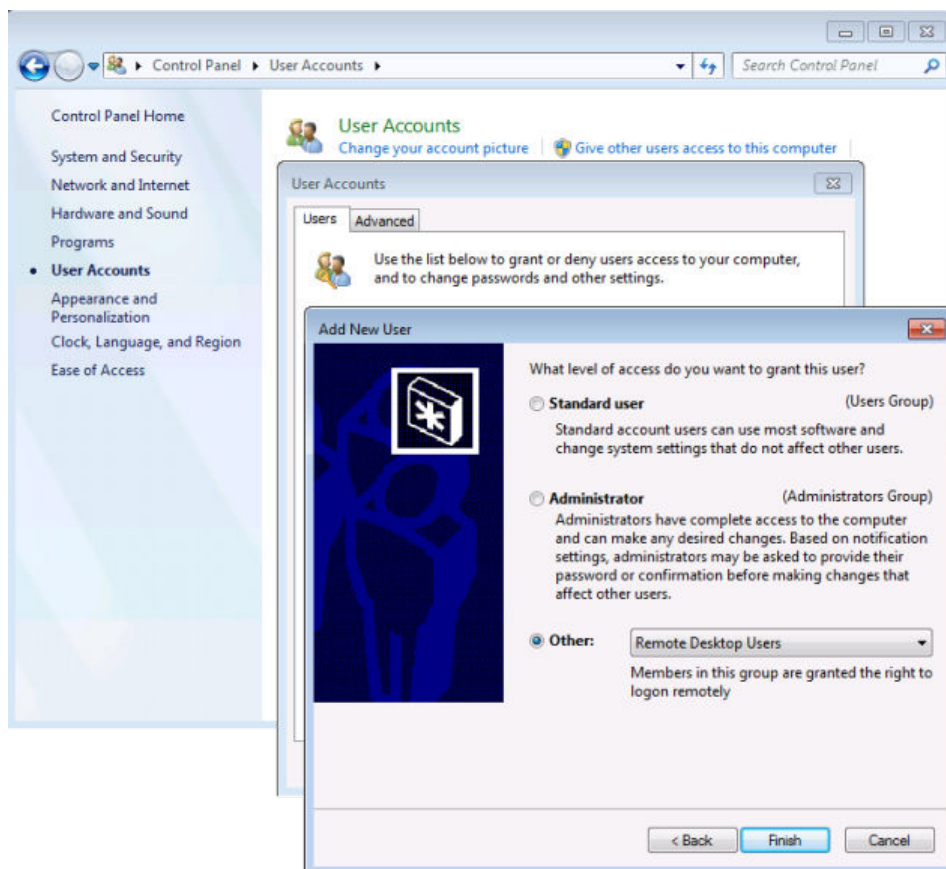 Control Panel User Accounts
Search Control Panel
Control Panel Home
System and Security
Network and Internet
Hardware and Sound
Programs
User Accounts
Appearance and
Personalization
Clock, Language, and Region
Ease of Access
User Accounts
Change your account picture
Give other users access to this computer
User Accounts
Users
Advanced
Use the list below to grant or deny users access to your computer,
and to change passwords and other settings.
Add New User
What level of access do you want to grant this user?
Standard user (Users Group)
Standard account users can use most software and
change system settings that do not affect other users.
Administrator (Administrators Group)
Administrators have complete access to the computer
and can make any desired changes. Based on notification
settings, administrators may be asked to provide their
password or confirmation before making changes that
affect other users.
Other: Remote Desktop Users
Members in this group are granted the right to
logon remotely
< Back Finish Cancel